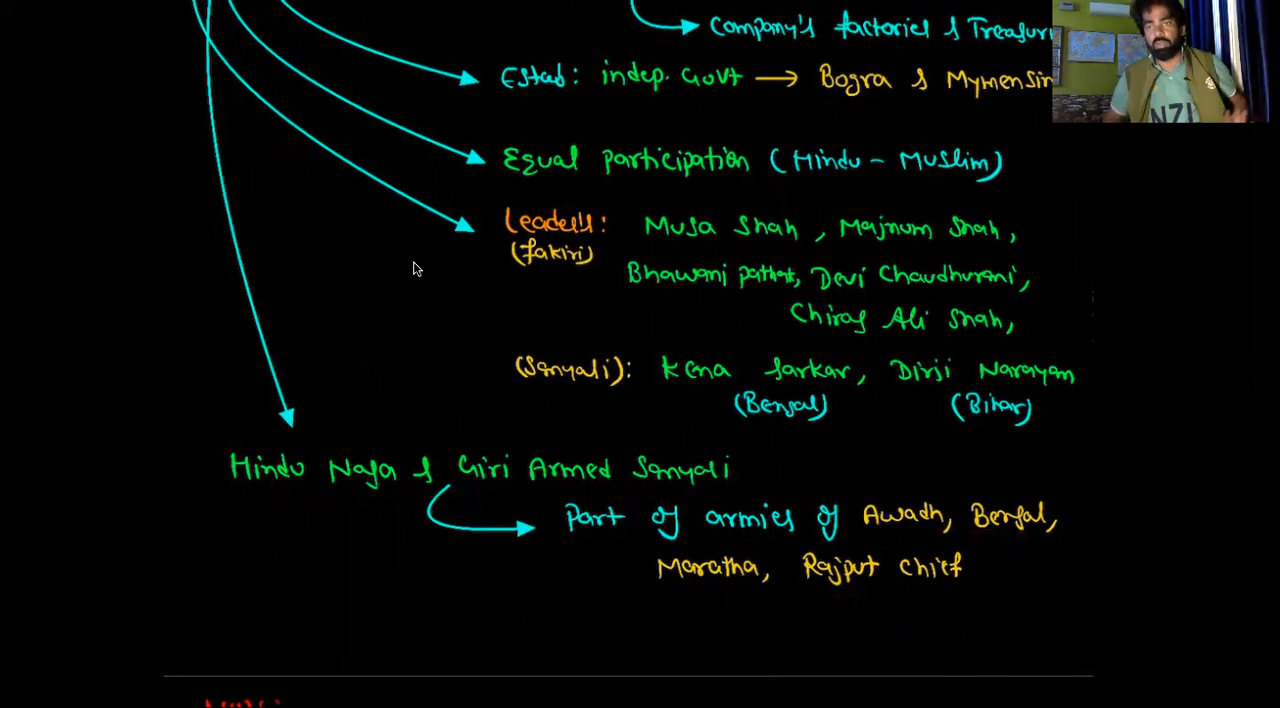 Company's factories & Treasuri
Estab: indep. Govt → Bogra & Mymensin
NZI
Equal participation (Hindu - Muslim)
Leaders: Musa Shah, Majnum Shah,
(fakiri)
Bhawani pathak, Devi Chaudhurani,
Chirag Ali Shah,
(Sanyasi): Kena Sarkar, Dirji Narayan
(Bengal) (Bihar)
Hindu Naga & Giri Armed Sanyasi
Part of armies of Awadh, Bengal,
Maratha, Rajput chief